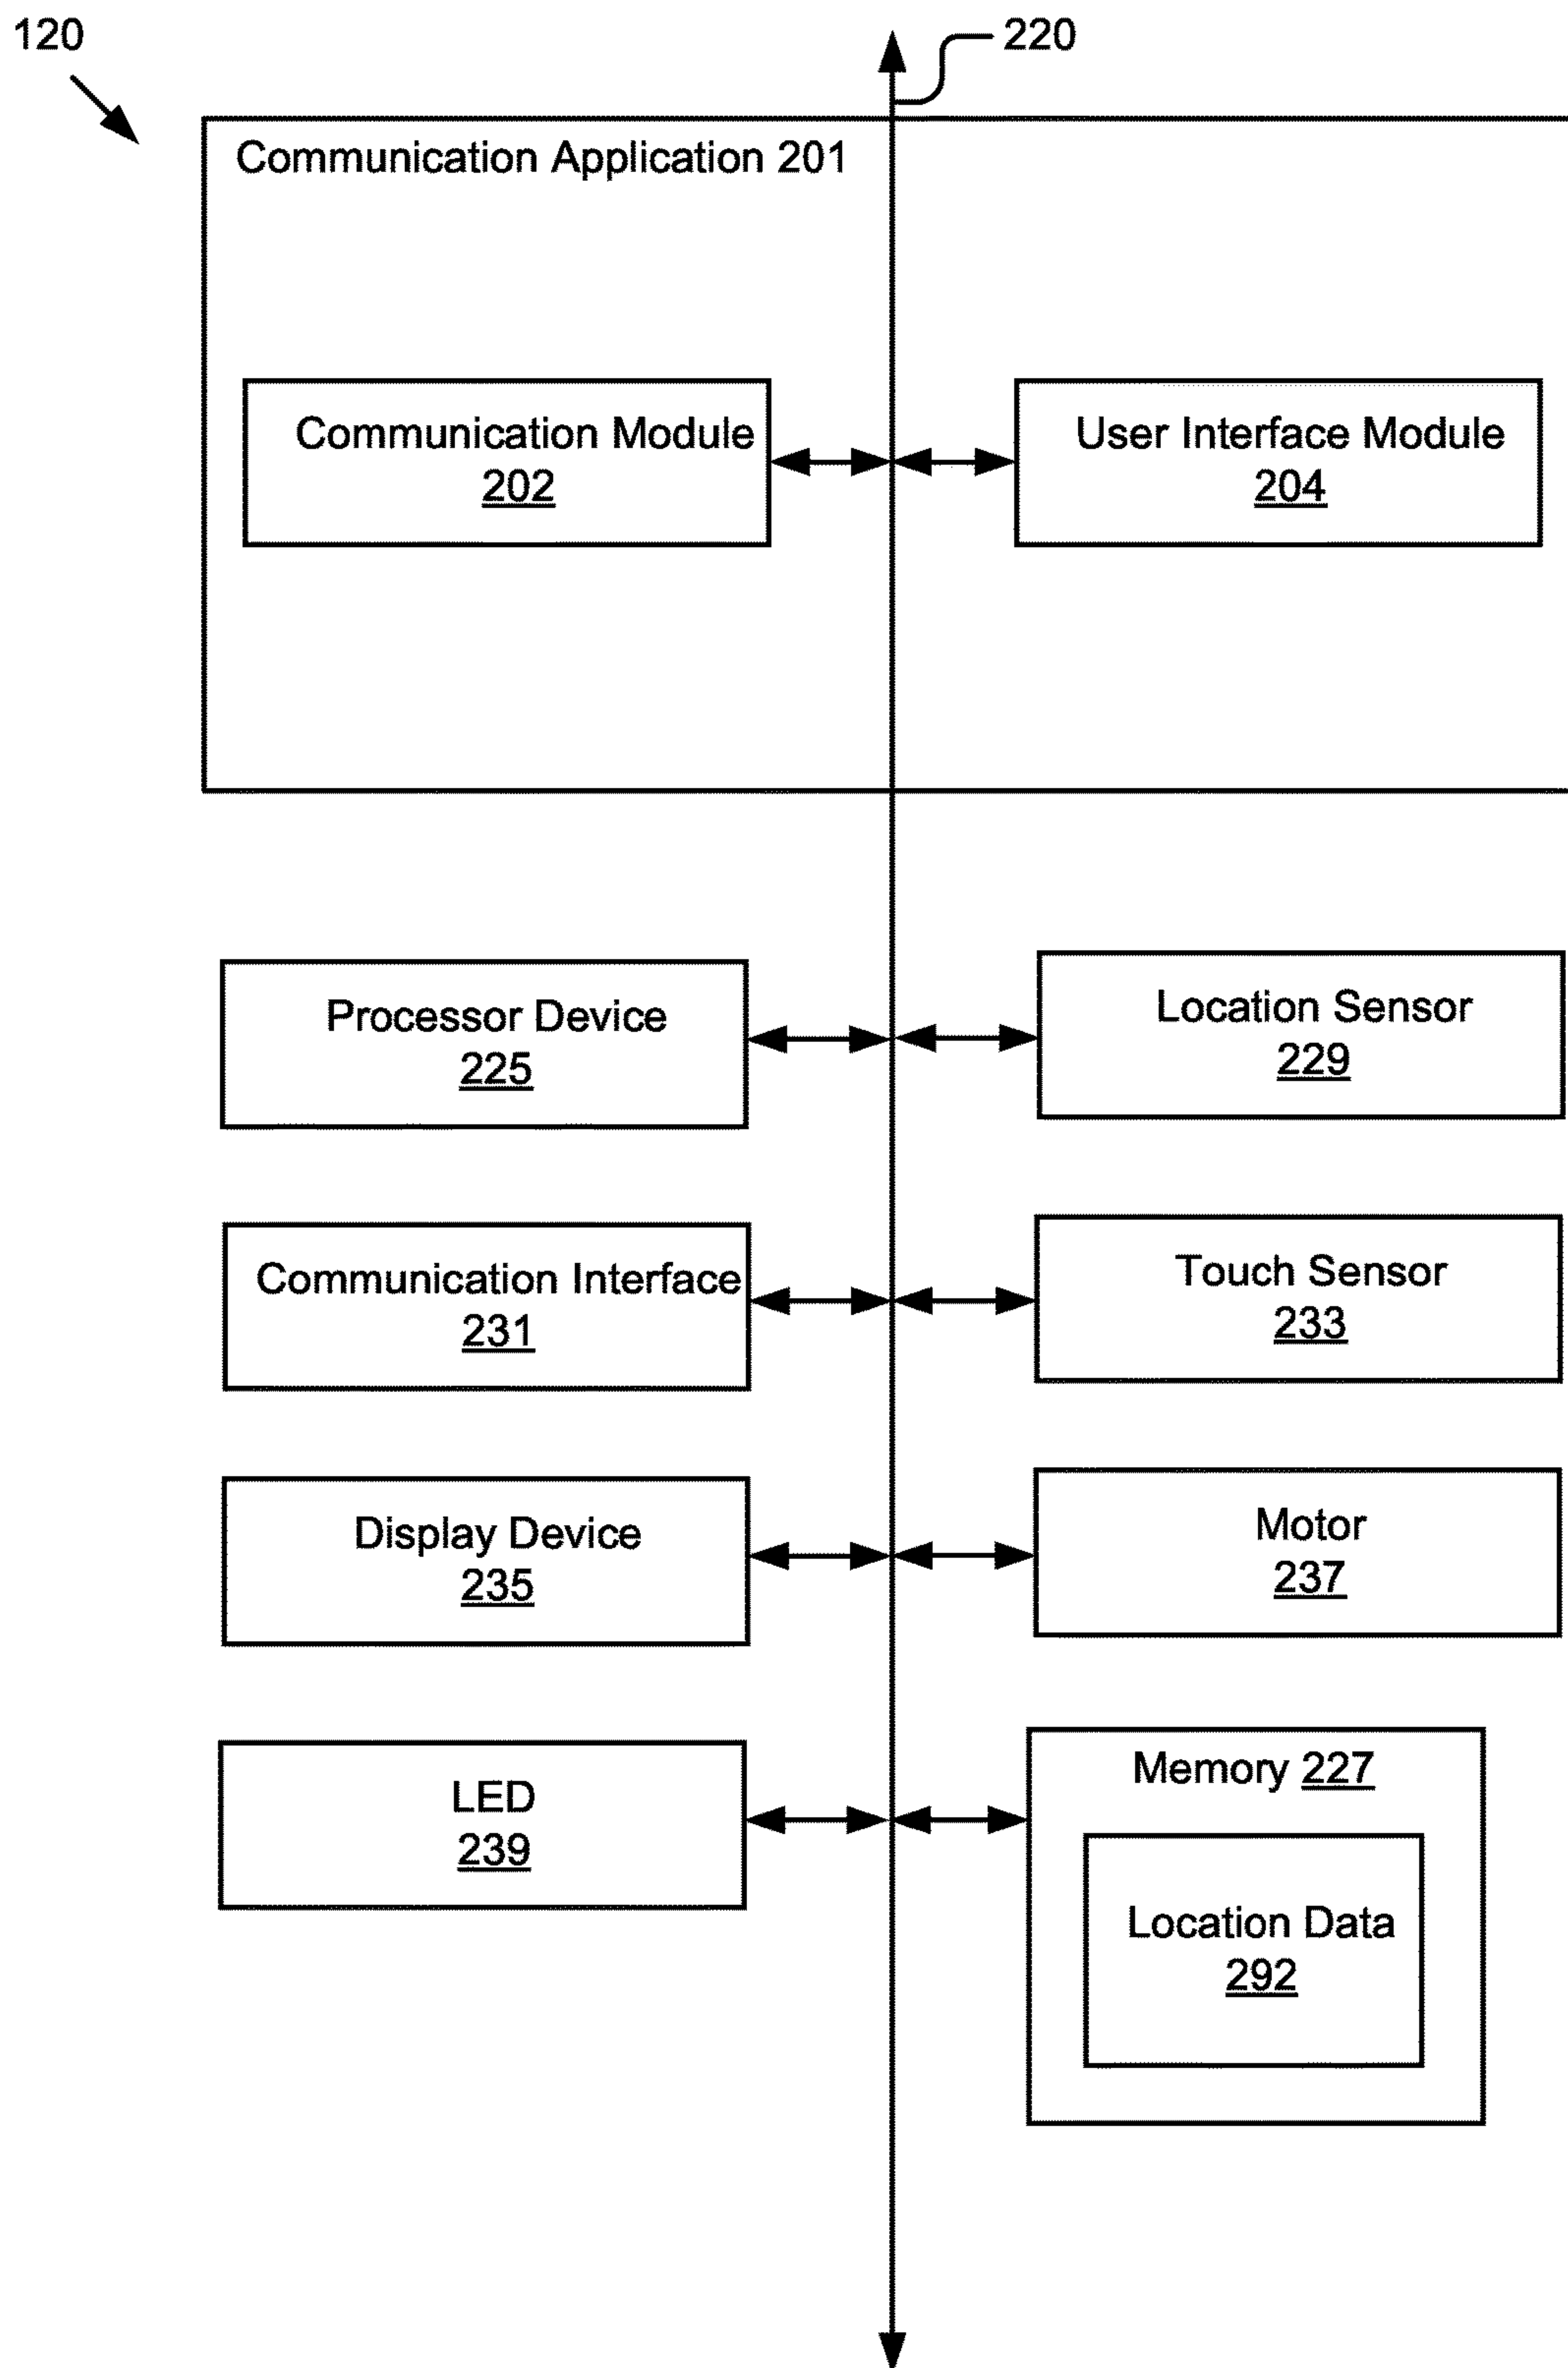 120
220
Communication Application 201
Communication Module
202
User Interface Module
204
Processor Device
225
Location Sensor
229
Communication Interface
231
Touch Sensor
233
Display Device
235
Motor
237
LED
239
Memory 227
Location Data
292